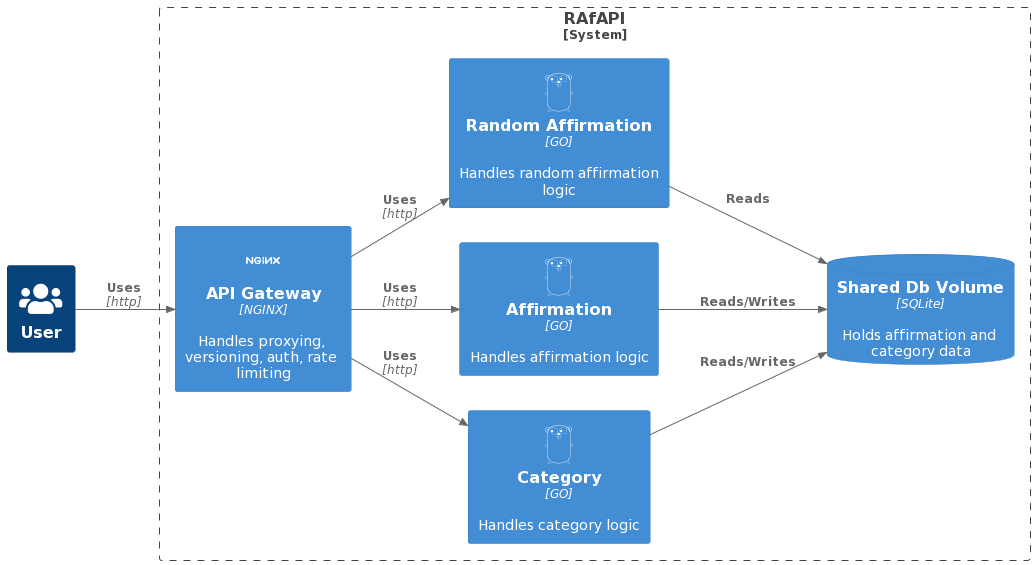 RAfAPI
[System]
Random Affirmation
[GO]
Handles random affirmation
logic
Uses
[http]
Reads
NGINX
API Gateway
[NGINX]
Handles proxying,
versioning, auth, rate
limiting
Uses
[http]
User
Uses
[http]
Affirmation
[GO]
Handles affirmation logic
Reads/Writes
Shared Db Volume
[SQLite]
Holds affirmation and
category data
Uses
[http]
Reads/Writes
Category
[GO]
Handles category logic